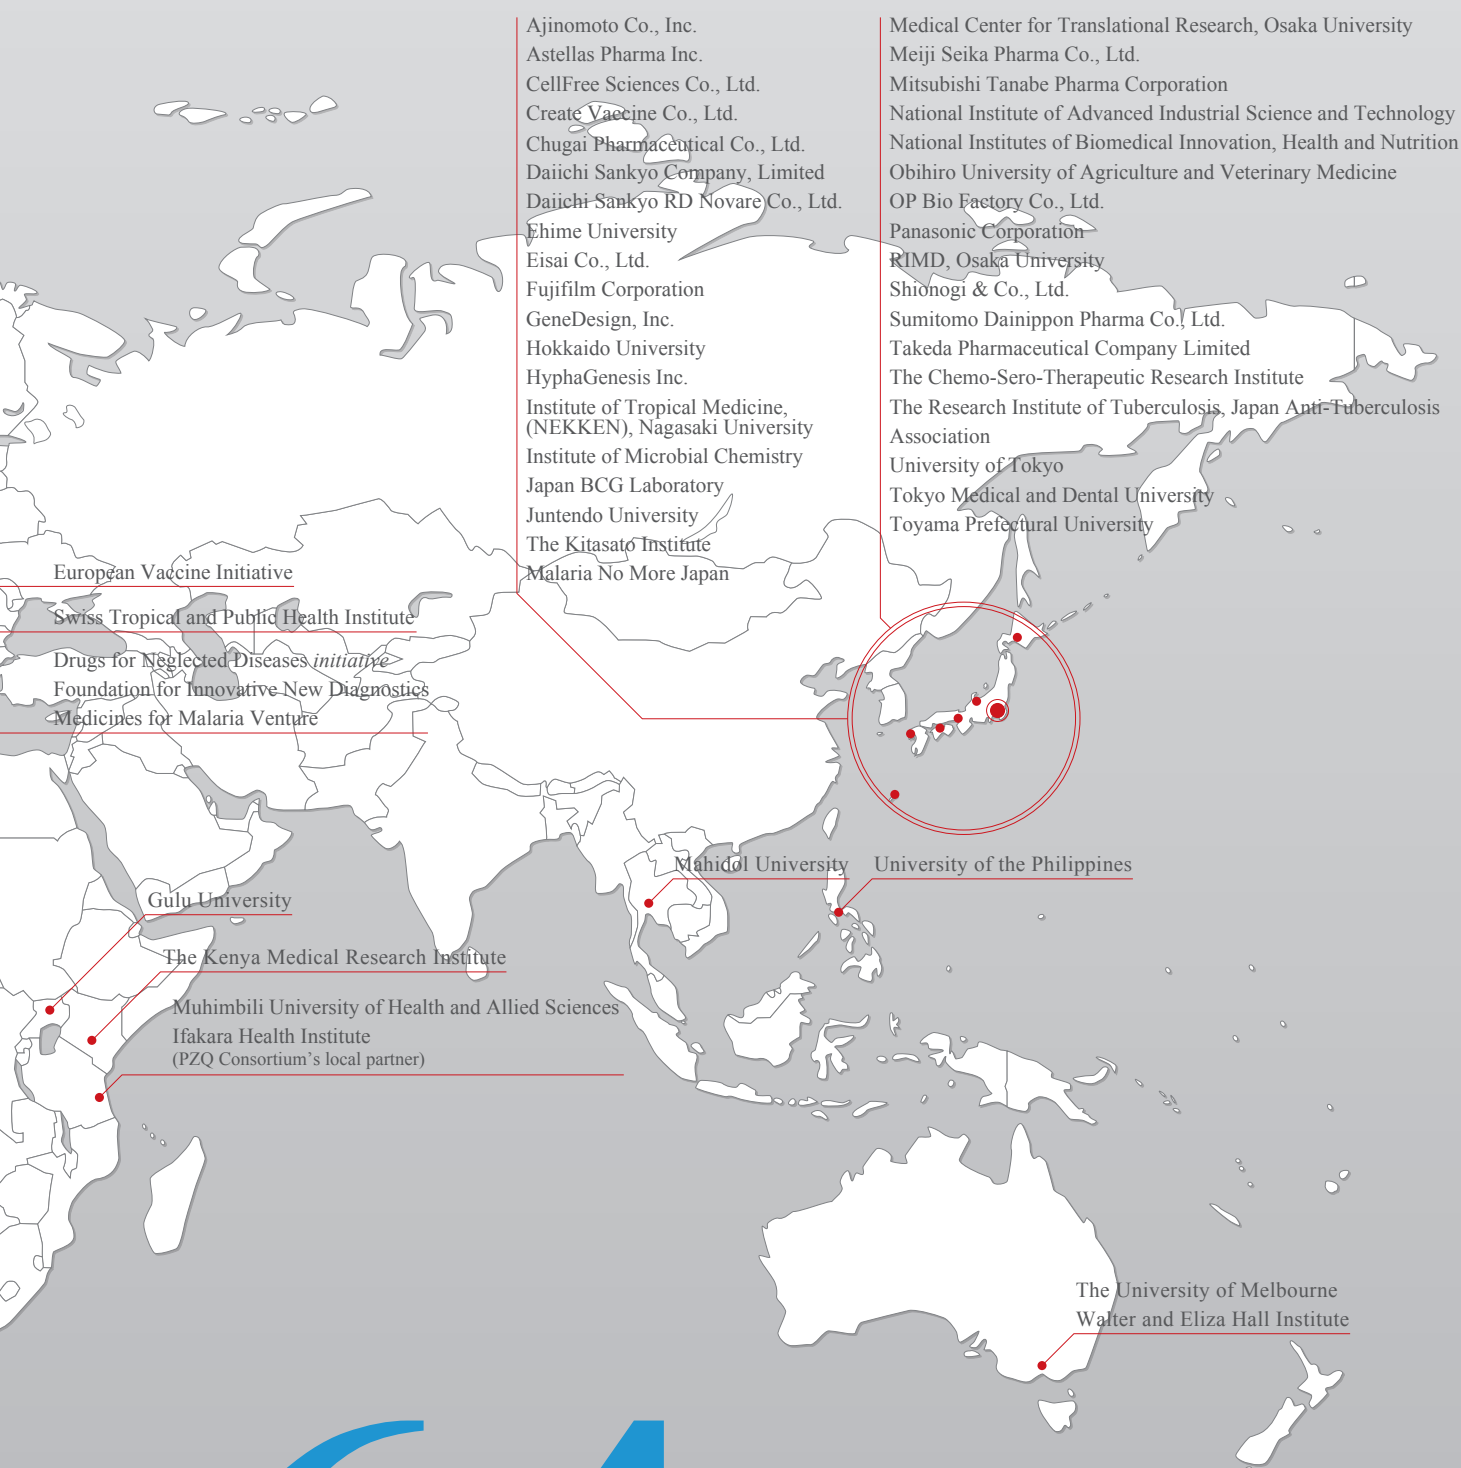 Ajinomoto Co., Inc.
Astellas Pharma Inc.
CellFree Sciences Co., Ltd.
Create Vaccine Co., Ltd.
Chugai Pharmaceutical Co., Ltd.
Daiichi Sankyo Company, Limited
Daiichi Sankyo RD Novare Co., Ltd.
Ehime University
Eisai Co., Ltd.
Fujifilm Corporation
GeneDesign, Inc.
Hokkaido University
HyphaGenesis Inc.
Institute of Tropical Medicine,
(NEKKEN), Nagasaki University
Institute of Microbial Chemistry
Japan BCG Laboratory
Juntendo University
The Kitasato Institute
Malaria No More Japan
Medical Center for Translational Research, Osaka University
Meiji Seika Pharma Co., Ltd.
Mitsubishi Tanabe Pharma Corporation
National Institute of Advanced Industrial Science and Technology
National Institutes of Biomedical Innovation, Health and Nutrition
Obihiro University of Agriculture and Veterinary Medicine
OP Bio Factory Co., Ltd.
Panasonic Corporation
RIMD, Osaka University
Shionogi & Co., Ltd.
Sumitomo Dainippon Pharma Co., Ltd.
Takeda Pharmaceutical Company Limited
The Chemo-Sero-Therapeutic Research Institute
The Research Institute of Tuberculosis, Japan Anti-Tuberculosis
Association
University of Tokyo
Tokyo Medical and Dental University
Toyama Prefectural University
European Vaccine Initiative
Swiss Tropical and Public Health Institute
Drugs for Neglected Diseases initiative
Foundation for Innovative New Diagnostics
Medicines for Malaria Venture
Mahidol University
University of the Philippines
Gulu University
The Kenya Medical Research Institute
Muhimbili University of Health and Allied Sciences
Ifakara Health Institute
(PZQ Consortium's local partner)
The University of Melbourne
Walter and Eliza Hall Institute